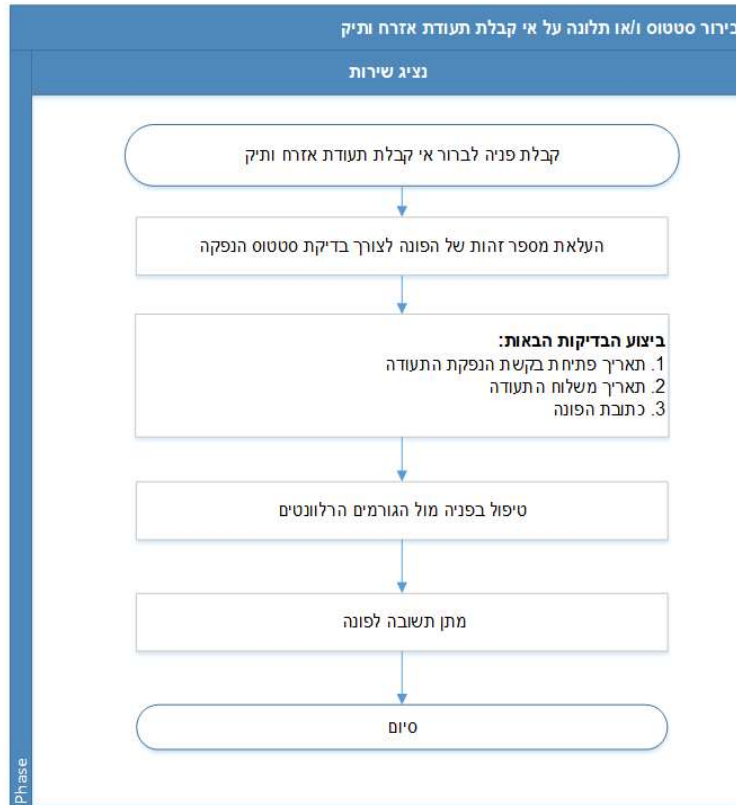 בירור סטטוס ו/או תלונה על אי קבלת תעודת אזרח ותיק
נציג שירות
קבלת פניה לברור אי קבלת תעודת אזרח ותיק
העלאת מספר זהות של הפונה לצורך בדיקת סטטוס הנפקה
ביצוע הבדיקות הבאות:
1. תאריך פתיחת בקשת הנפקת התעודה
2. תאריך משלוח התעודה
3. כתובת הפונה
טיפול בפניה מול הגורמים הרלוונטים
מתן תשובה לפונה
סיום
Phase